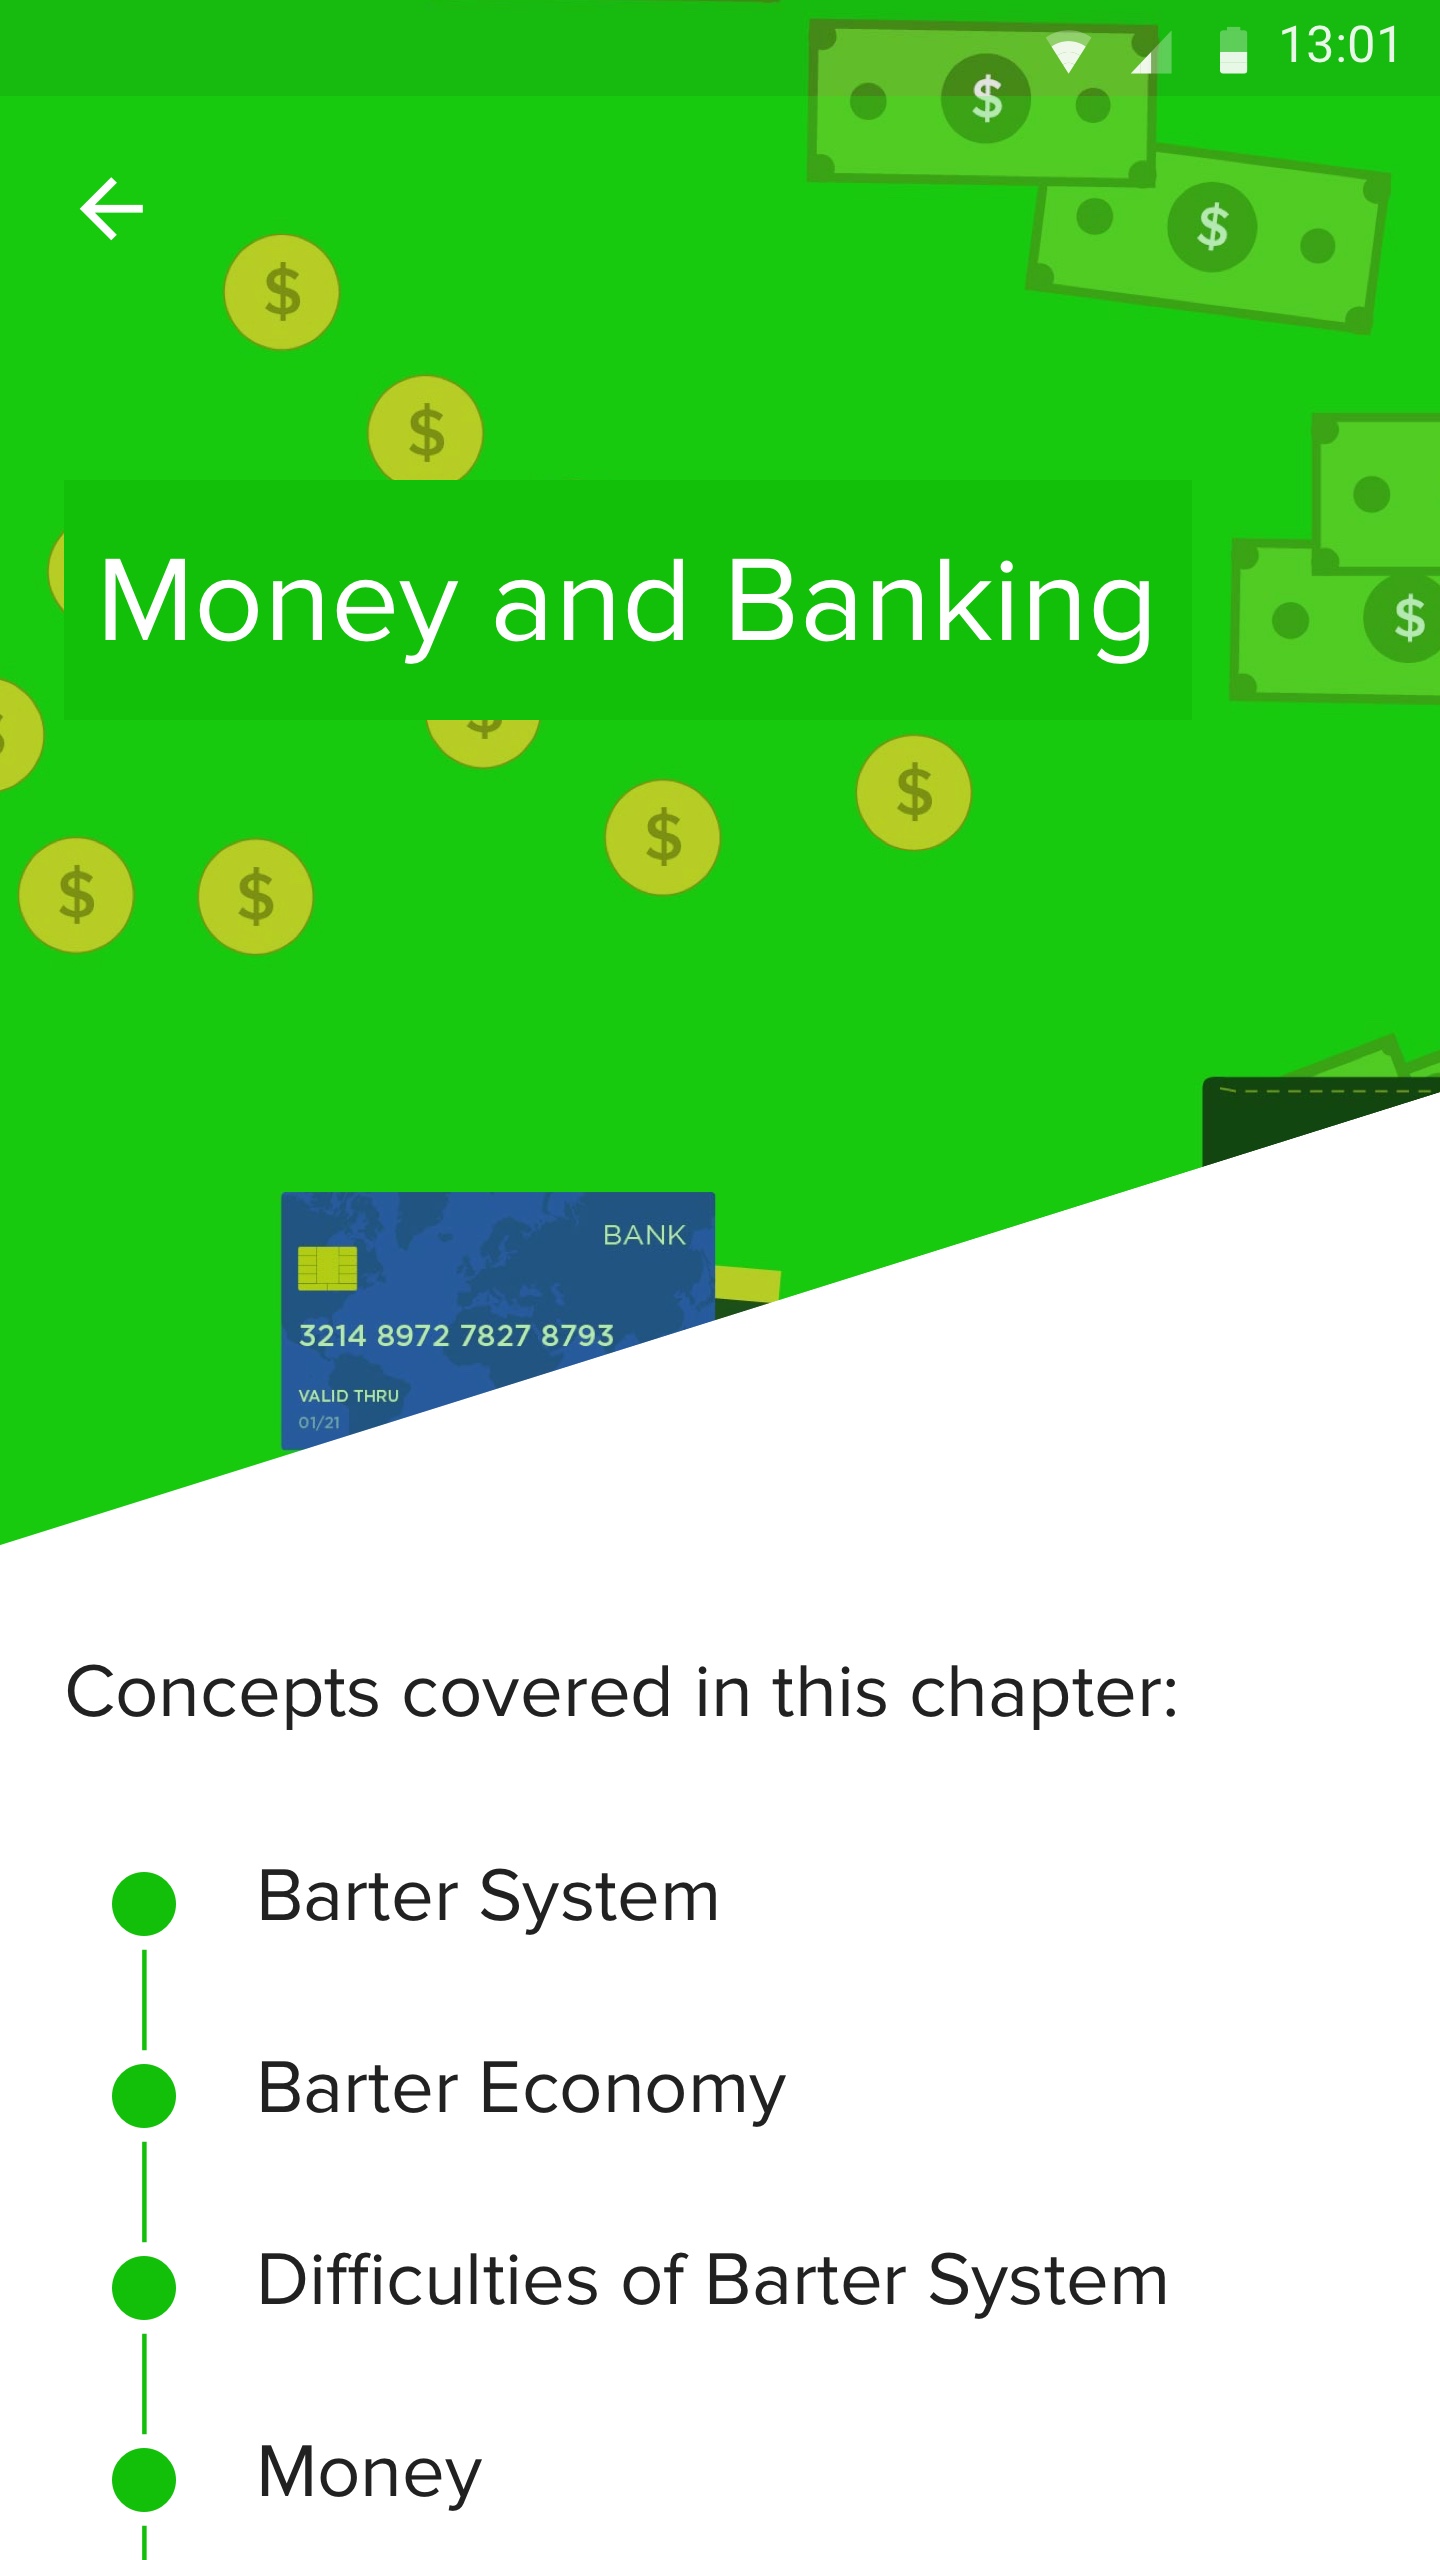 13:01
$
$
$
$
Money and Banking
$
$
$
$
$
$
$
BANK
3214 8972 7827 8793
VALID THRU
01/21
Concepts covered in this chapter:
Barter System
Barter Economy
Difficulties of Barter System
Money